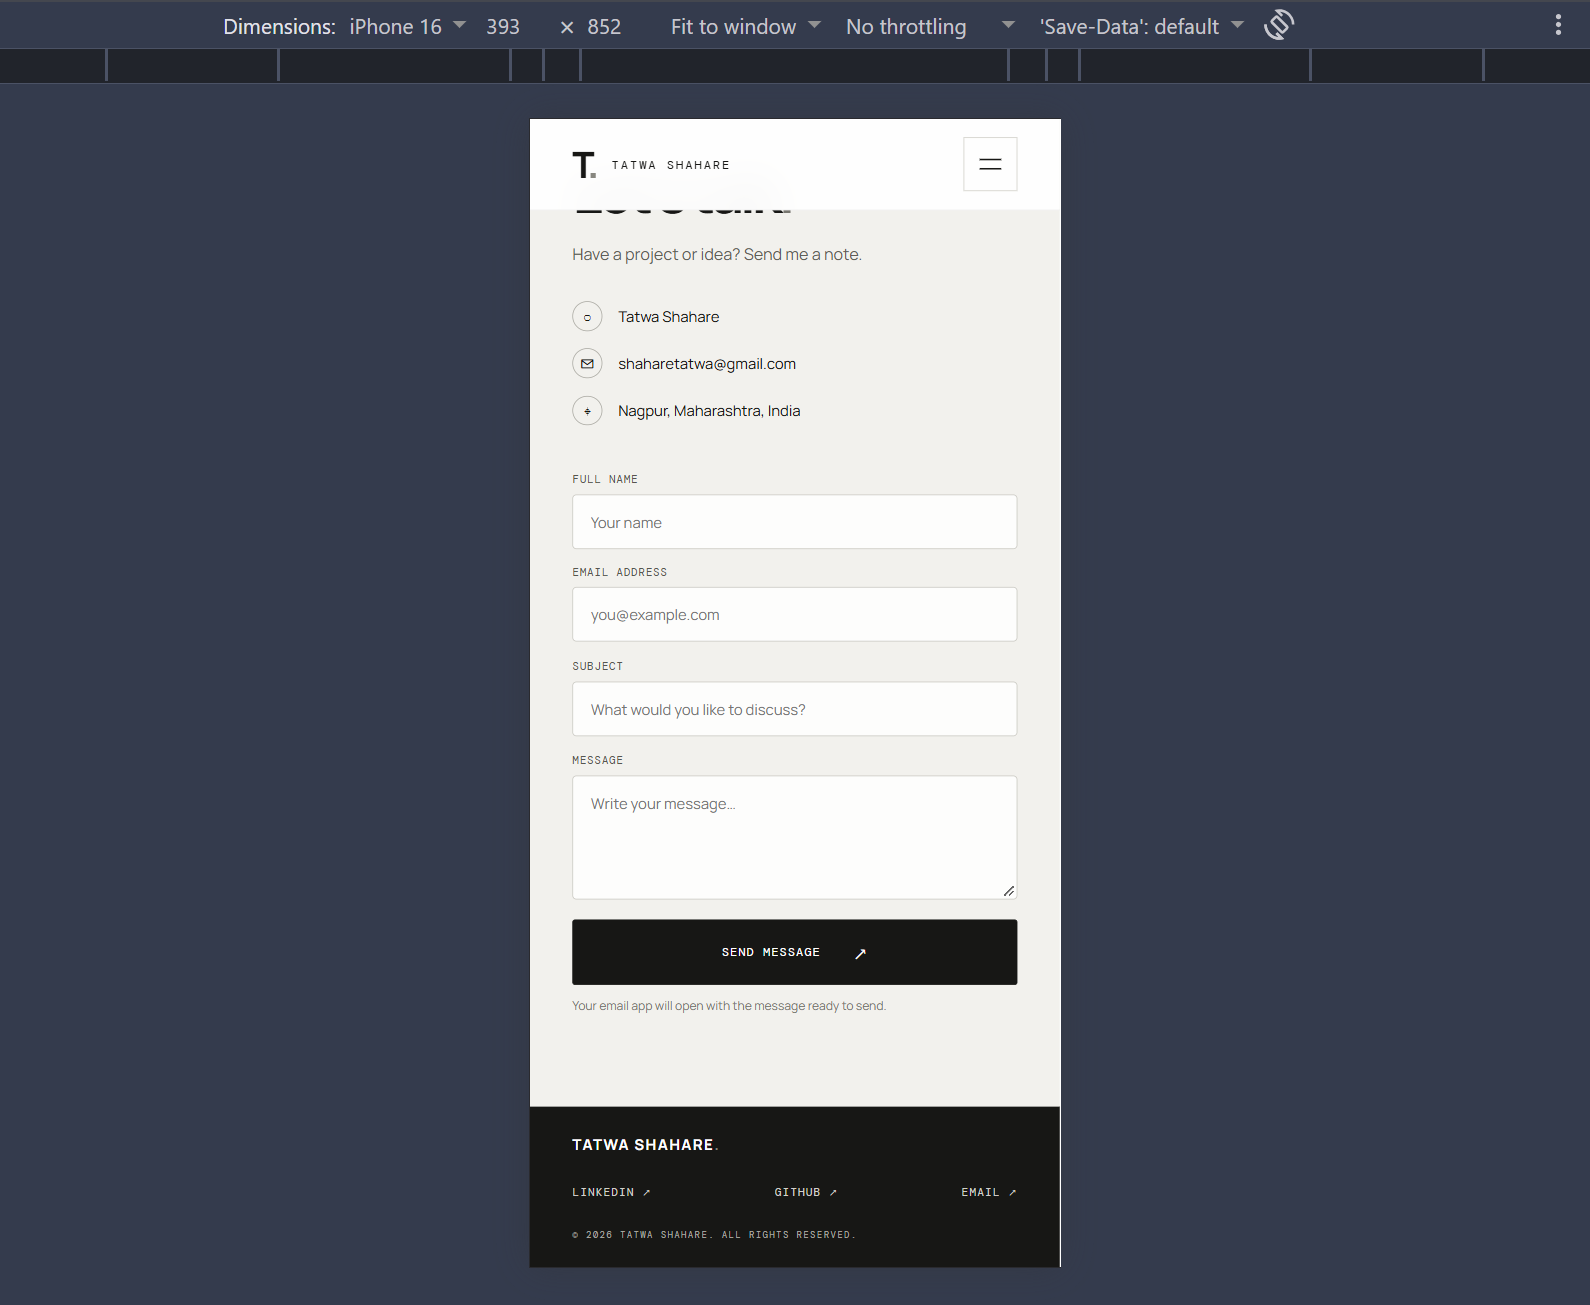 Dimensions: iPhone 16 393 × 852 Fit to window No throttling 'Save-Data': default
T. TATWA SHAHARE
Let's talk.
Have a project or idea? Send me a note.
Tatwa Shahare
shaharetatwa@gmail.com
Nagpur, Maharashtra, India
FULL NAME
Your name
EMAIL ADDRESS
you@example.com
SUBJECT
What would you like to discuss?
MESSAGE
Write your message…
SEND MESSAGE ↗
Your email app will open with the message ready to send.
TATWA SHAHARE.
LINKEDIN ↗ GITHUB ↗ EMAIL ↗
© 2026 TATWA SHAHARE. ALL RIGHTS RESERVED.